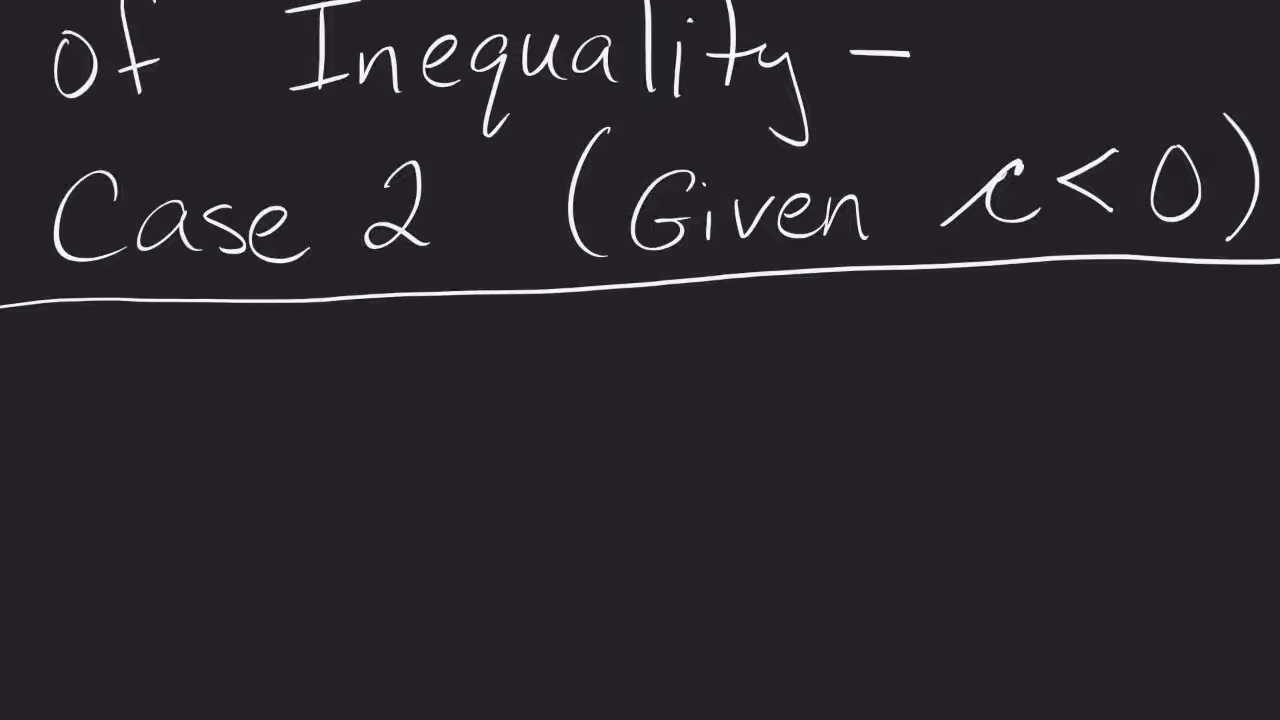 of Inequality -
Case 2 (Given c < 0)